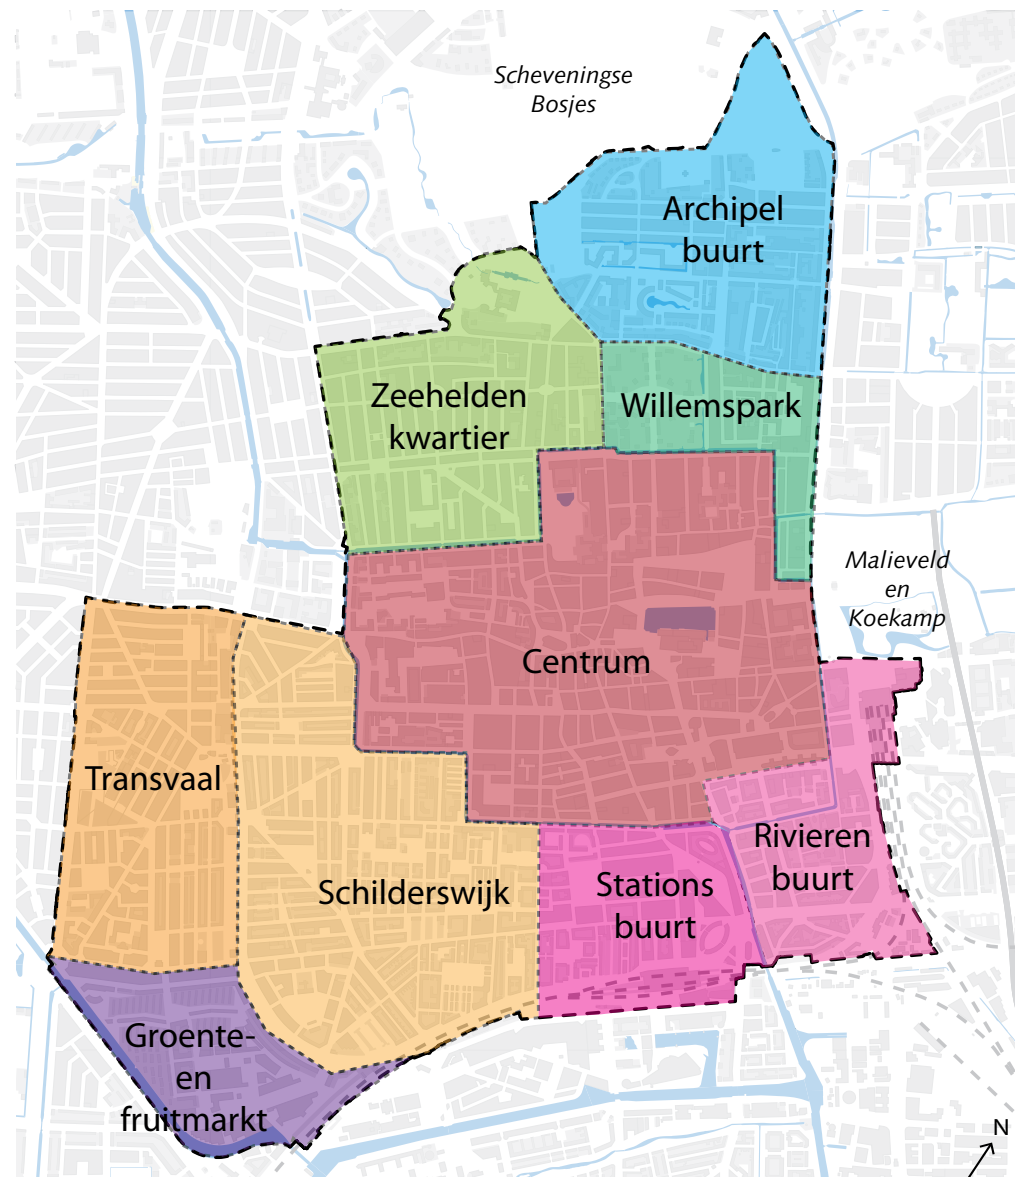 Scheveningse
Bosjes
Archipel
buurt
Zeehelden
kwartier
Willemspark
Malieveld
en
Koekamp
Centrum
Transvaal
Rivieren
buurt
Schilderswijk
Stations
buurt
Groente-
en
fruitmarkt
N